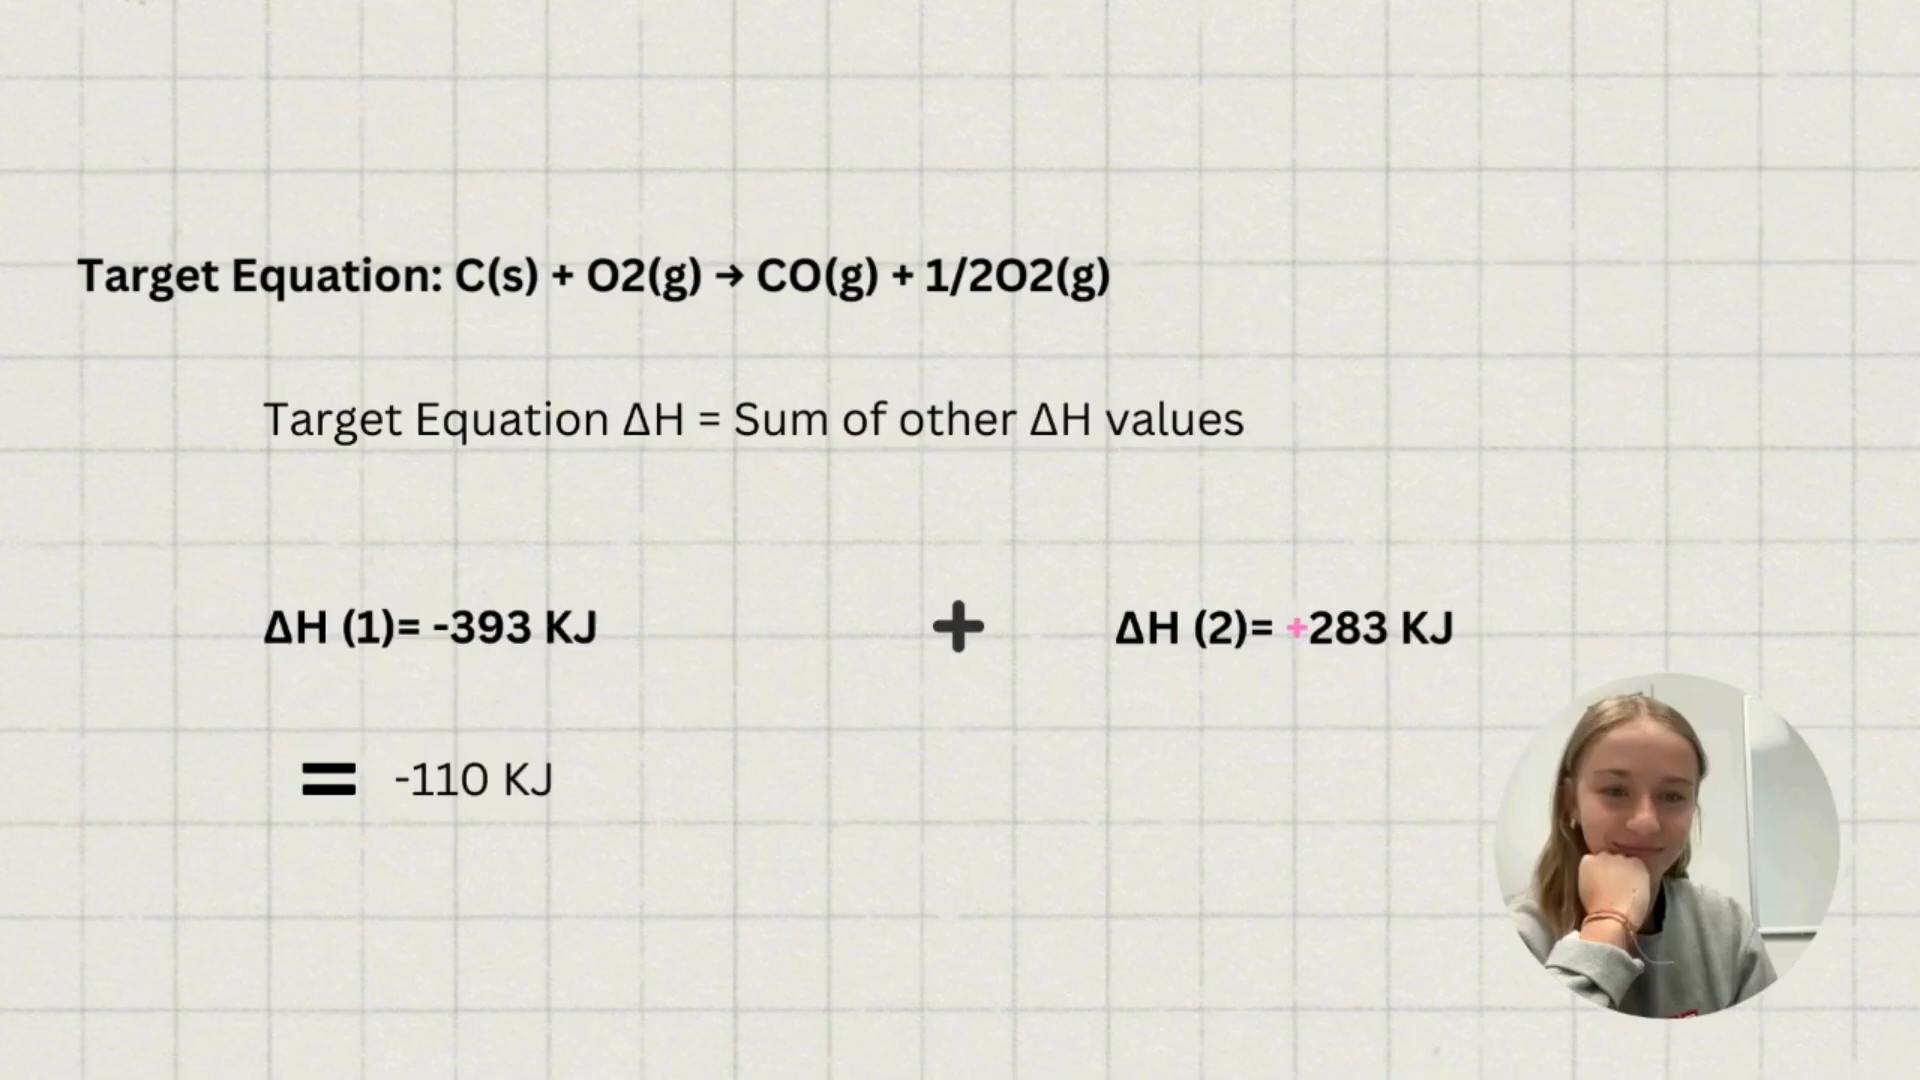 Target Equation: C(s) + O2(g) → CO(g) + 1/2O2(g)
Target Equation ΔH = Sum of other ΔH values
ΔH (1)= -393 KJ + ΔH (2)= +283 KJ
= -110 KJ